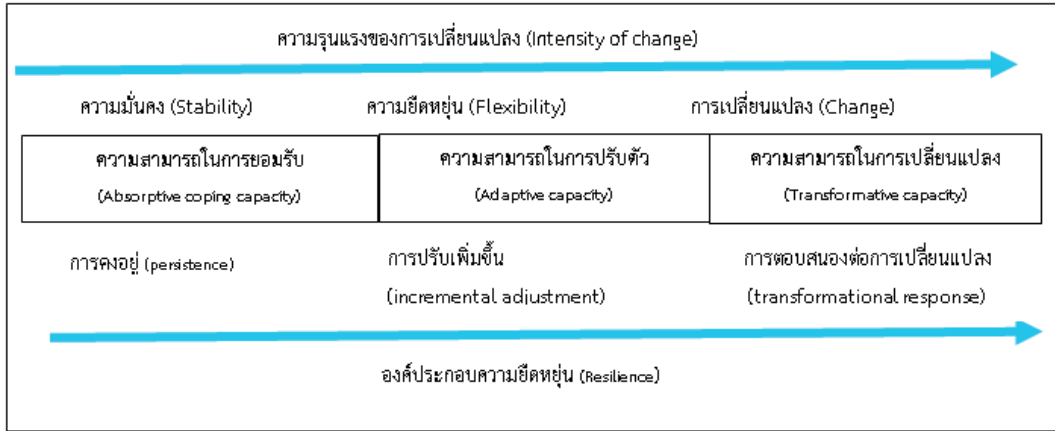 ความรุนแรงของการเปลี่ยนแปลง (Intensity of change)
ความมั่นคง (Stability)
ความยืดหยุ่น (Flexibility)
การเปลี่ยนแปลง (Change)
ความสามารถในการยอมรับ
(Absorptive coping capacity)
ความสามารถในการปรับตัว
(Adaptive capacity)
ความสามารถในการเปลี่ยนแปลง
(Transformative capacity)
การคงอยู่ (persistence)
การปรับเพิ่มขึ้น
(incremental adjustment)
การตอบสนองต่อการเปลี่ยนแปลง
(transformational response)
องค์ประกอบความยืดหยุ่น (Resilience)